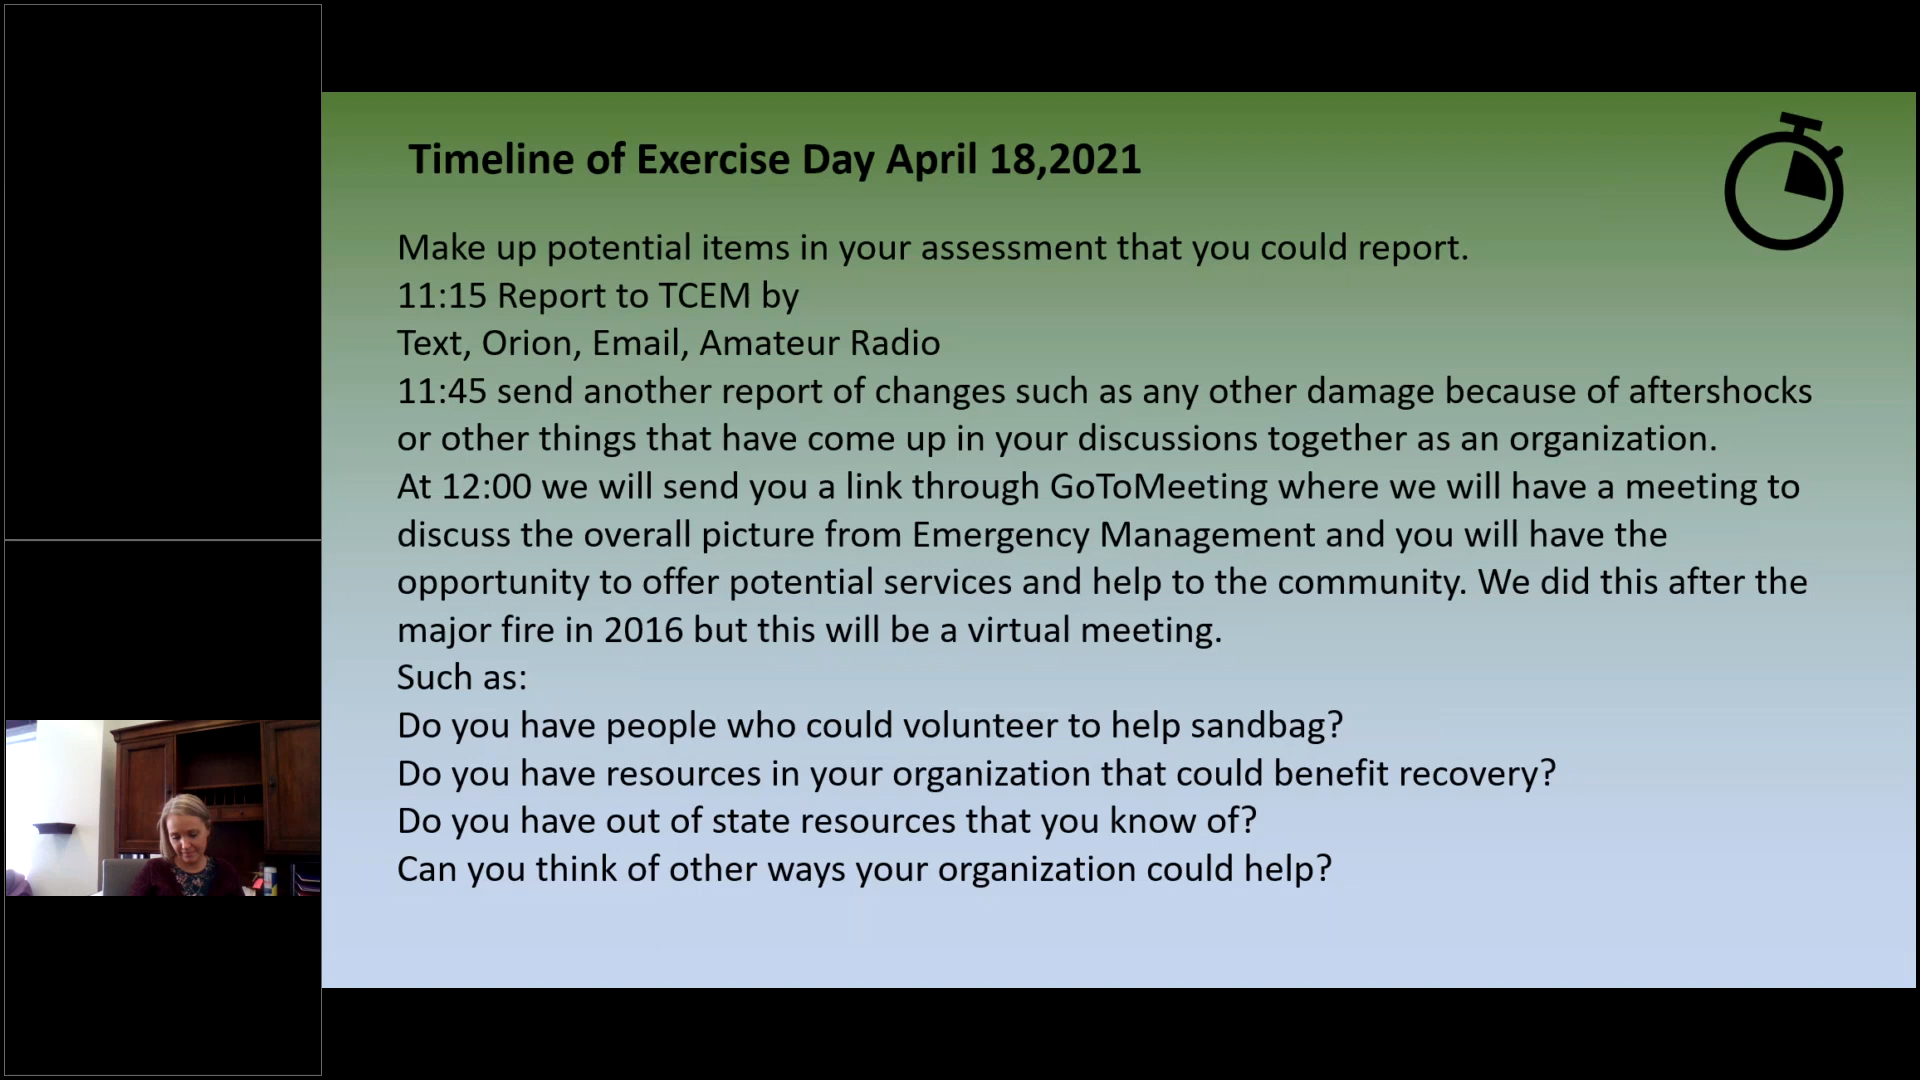 Timeline of Exercise Day April 18,2021
Make up potential items in your assessment that you could report.
11:15 Report to TCEM by
Text, Orion, Email, Amateur Radio
11:45 send another report of changes such as any other damage because of aftershocks
or other things that have come up in your discussions together as an organization.
At 12:00 we will send you a link through GoToMeeting where we will have a meeting to
discuss the overall picture from Emergency Management and you will have the
opportunity to offer potential services and help to the community. We did this after the
major fire in 2016 but this will be a virtual meeting.
Such as:
Do you have people who could volunteer to help sandbag?
Do you have resources in your organization that could benefit recovery?
Do you have out of state resources that you know of?
Can you think of other ways your organization could help?